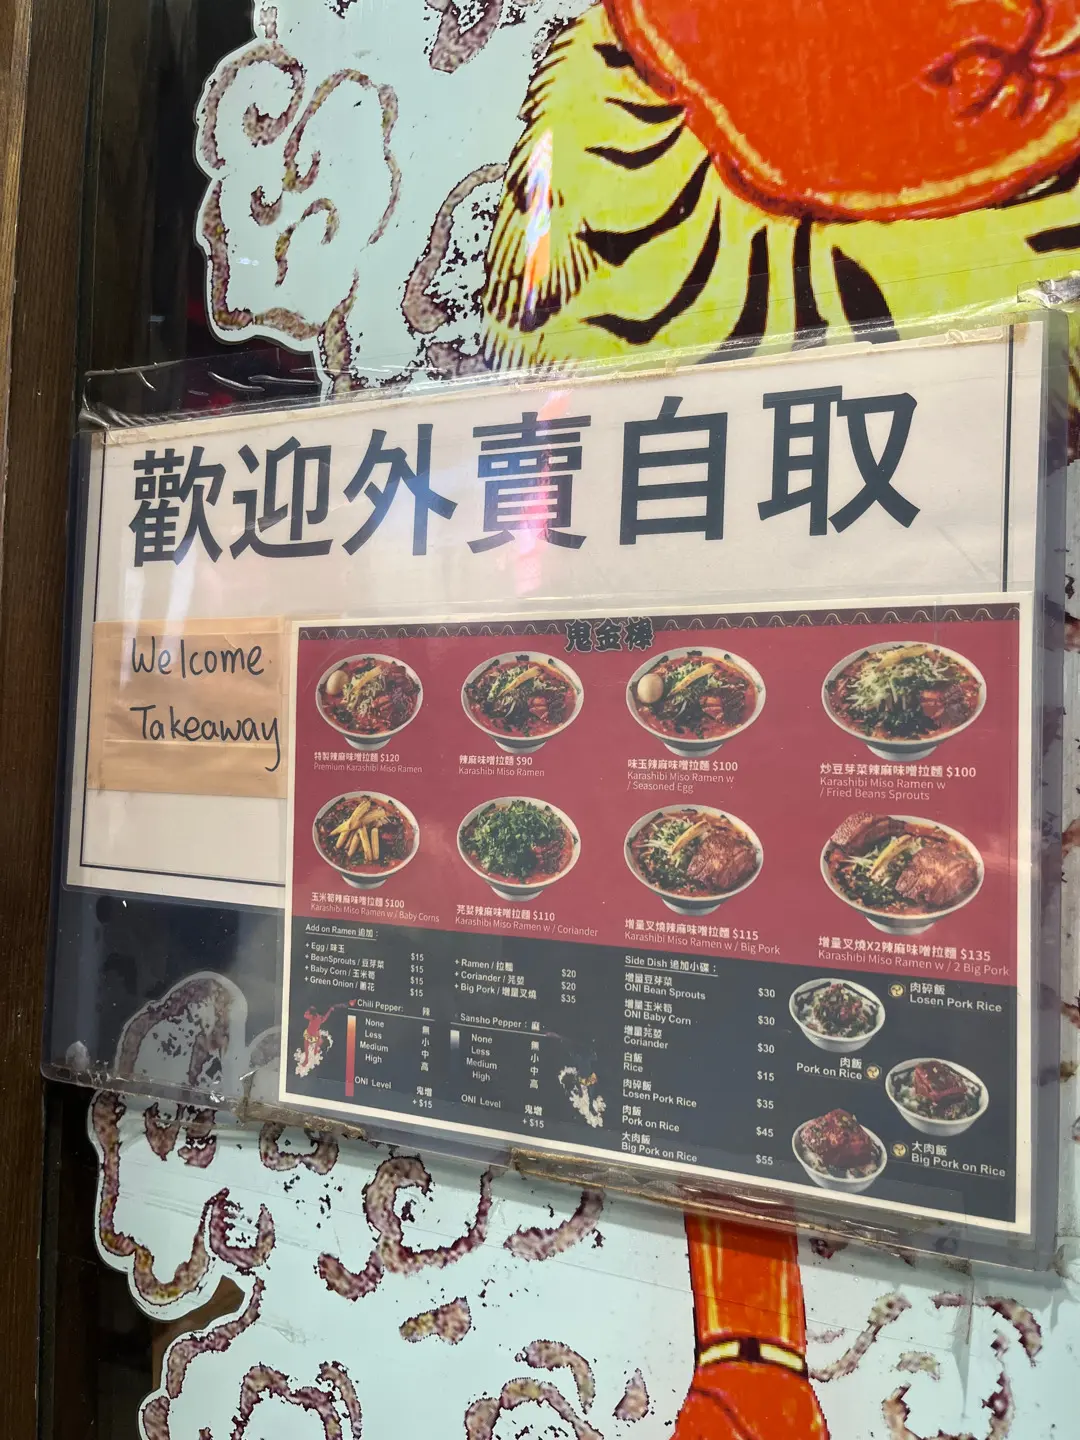 歡迎外賣自取
Welcome
Takeaway
鬼金棒
特製辣麻味噌拉麵 $120
Premium Karashibi Miso Ramen
辣麻味噌拉麵 $90
Karashibi Miso Ramen
味玉辣麻味噌拉麵 $100
Karashibi Miso Ramen w
/ Seasoned Egg
炒豆芽菜辣麻味噌拉麵 $100
Karashibi Miso Ramen w
/ Fried Beans Sprouts
玉米筍辣麻味噌拉麵 $100
Karashibi Miso Ramen w / Baby Corns
芫荽辣麻味噌拉麵 $110
Karashibi Miso Ramen w / Coriander
增量叉燒辣麻味噌拉麵 $115
Karashibi Miso Ramen w / Big Pork
增量叉燒X2辣麻味噌拉麵 $135
Karashibi Miso Ramen w / 2 Big Pork
Add on Ramen 追加：
+ Egg / 味玉 $15
+ BeanSprouts / 豆芽菜 $15
+ Baby Corn / 玉米筍 $15
+ Green Onion / 蔥花 $15
+ Ramen / 拉麵 $20
+ Coriander / 芫荽 $20
+ Big Pork / 增量叉燒 $35
Chili Pepper: 辣
None 無
Less 小
Medium 中
High 高
ONI Level 鬼增
+ $15
Sansho Pepper : 麻
None 無
Less 小
Medium 中
High 高
ONI Level 鬼增
+ $15
Side Dish 追加小碟：
增量豆芽菜
ONI Bean Sprouts $30
增量玉米筍
ONI Baby Corn $30
增量芫荽
Coriander $30
白飯
Rice $15
肉碎飯
Losen Pork Rice $35
肉飯
Pork on Rice $45
大肉飯
Big Pork on Rice $55
肉碎飯
Losen Pork Rice
肉飯
Pork on Rice
大肉飯
Big Pork on Rice